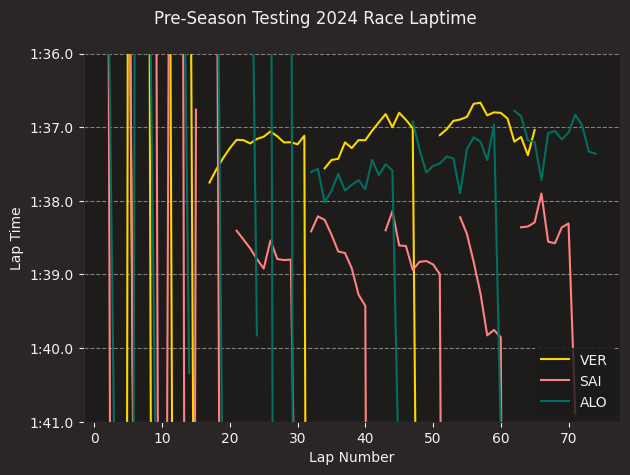 Pre-Season Testing 2024 Race Laptime
1:36.0
1:37.0
1:38.0
1:39.0
1:40.0
1:41.0
Lap Time
VER
SAI
ALO
0 10 20 30 40 50 60 70
Lap Number